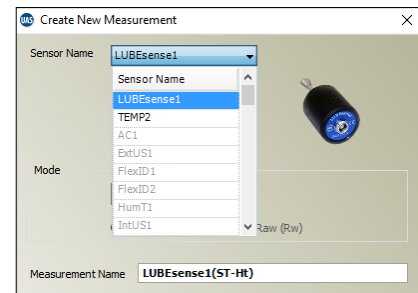 UAS Create New Measurement
Sensor Name LUBEsense1
Sensor Name
LUBEsense1
TEMP2
AC1
ExtUS1
FlexID1
Mode
FlexID2
HumT1
IntUS1
Raw (Rw)
Measurement Name LUBEsense1(ST-Ht)